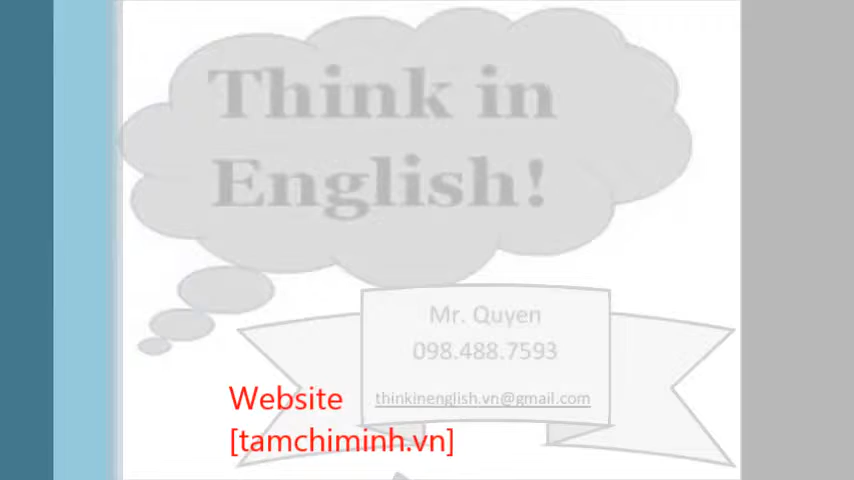 Think in
English!
Mr. Quyen
098.488.7593
thinkinenglish.vn@gmail.com
Website
[tamchiminh.vn]